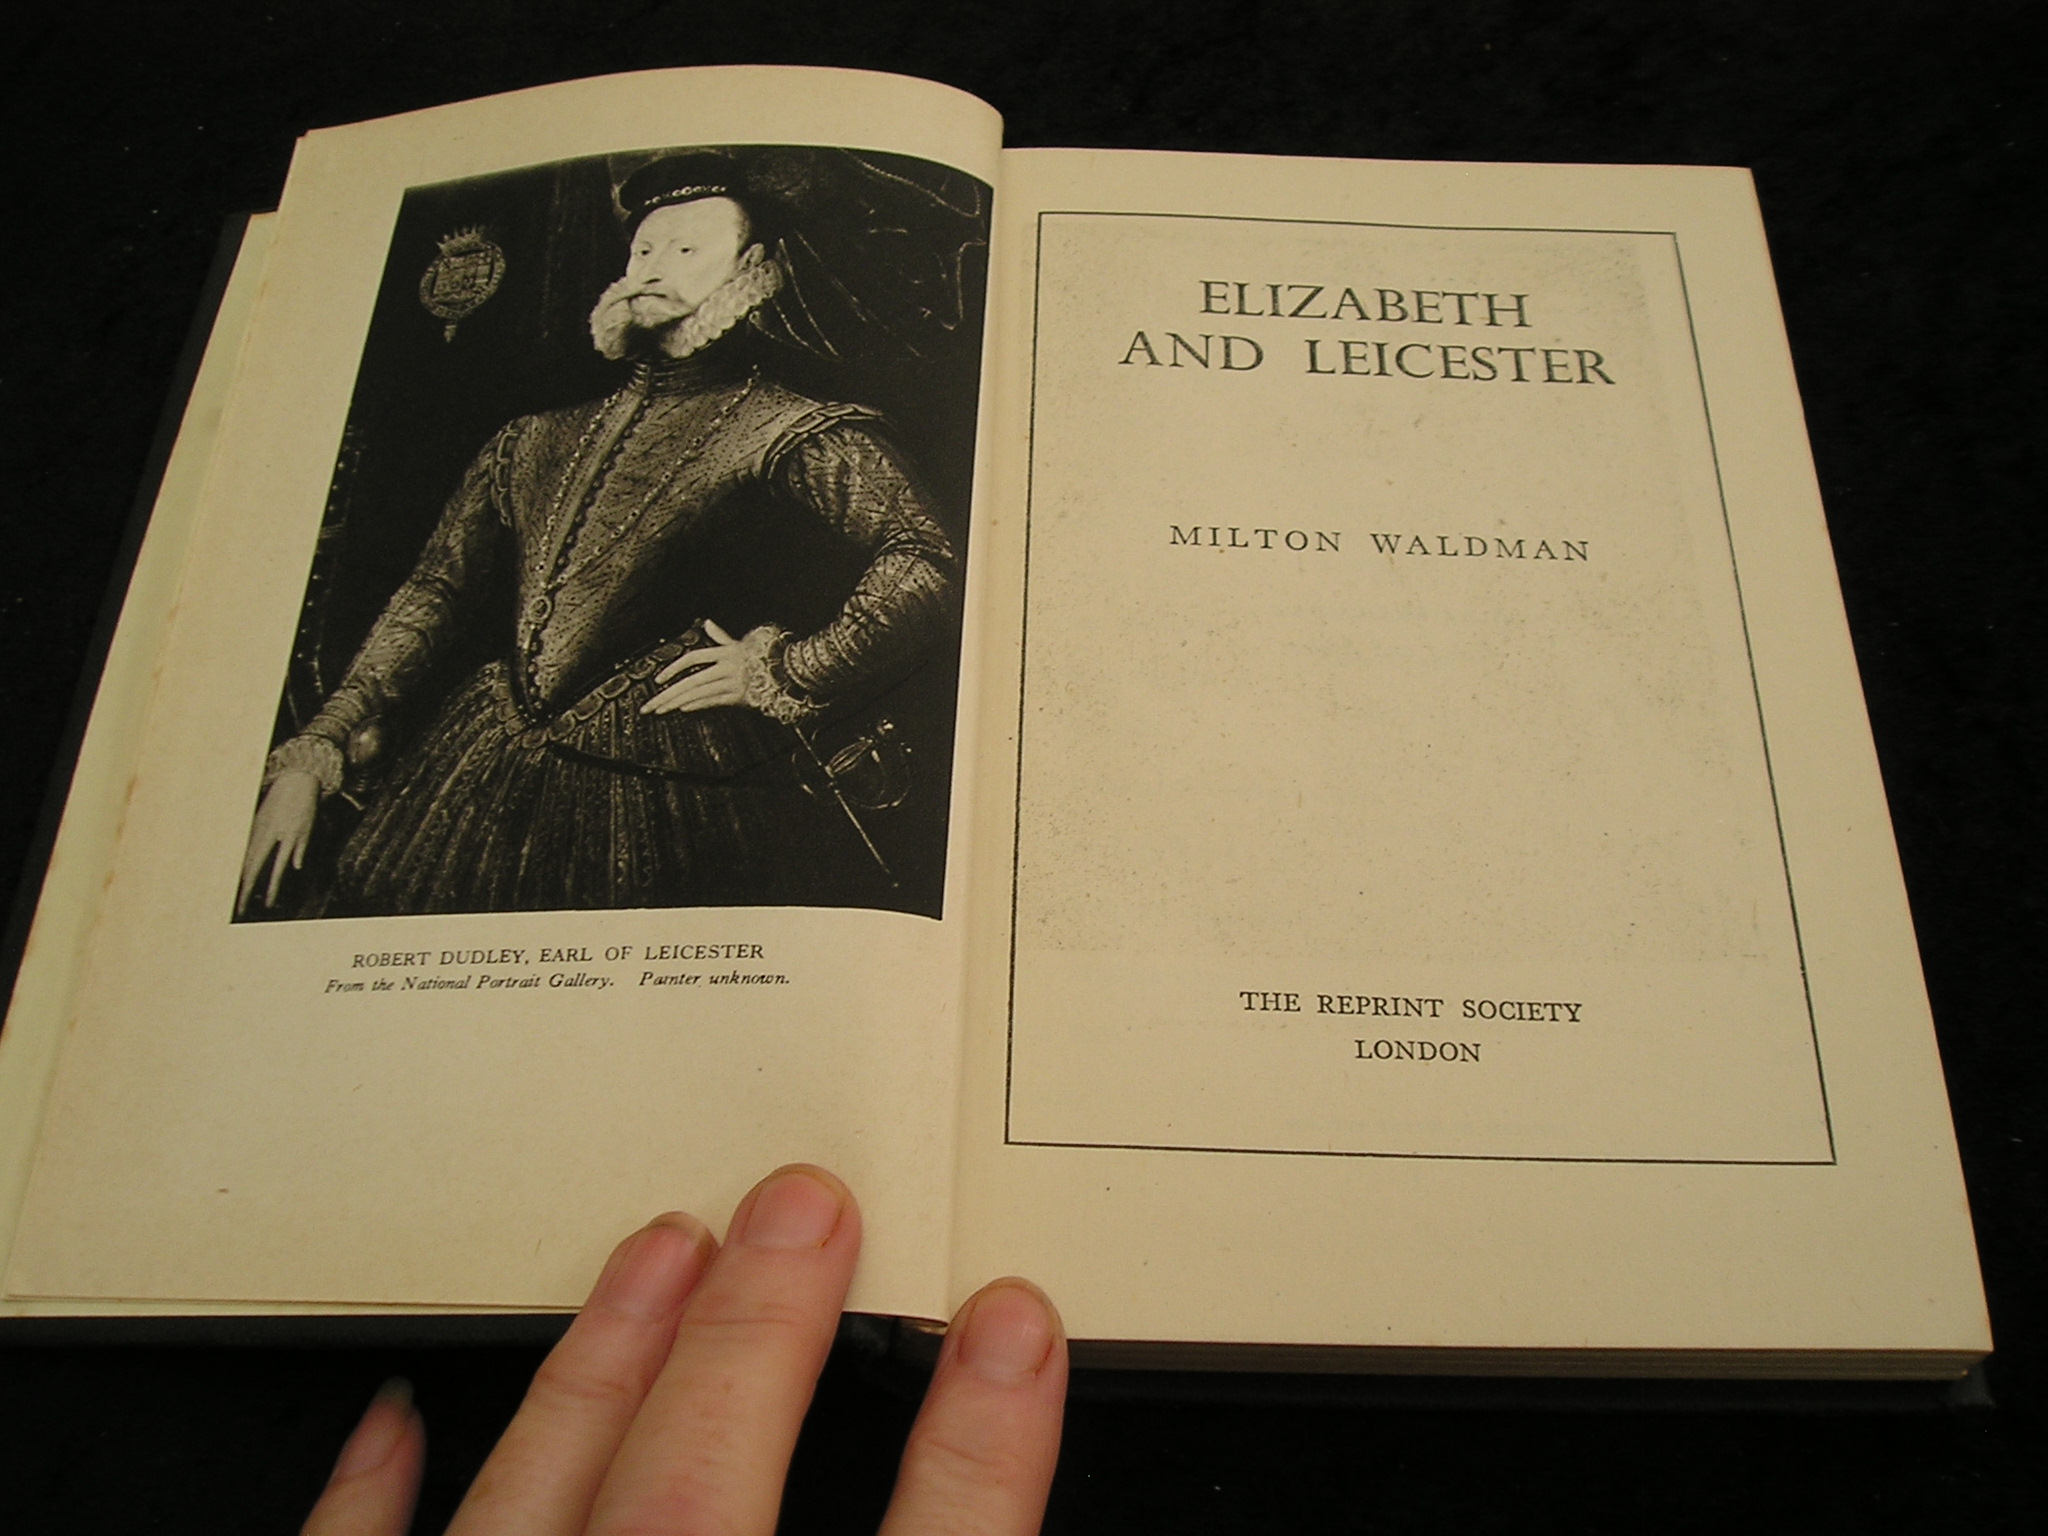 ROBERT DUDLEY, EARL OF LEICESTER
From the National Portrait Gallery. Painter unknown.
ELIZABETH
AND LEICESTER
MILTON WALDMAN
THE REPRINT SOCIETY
LONDON